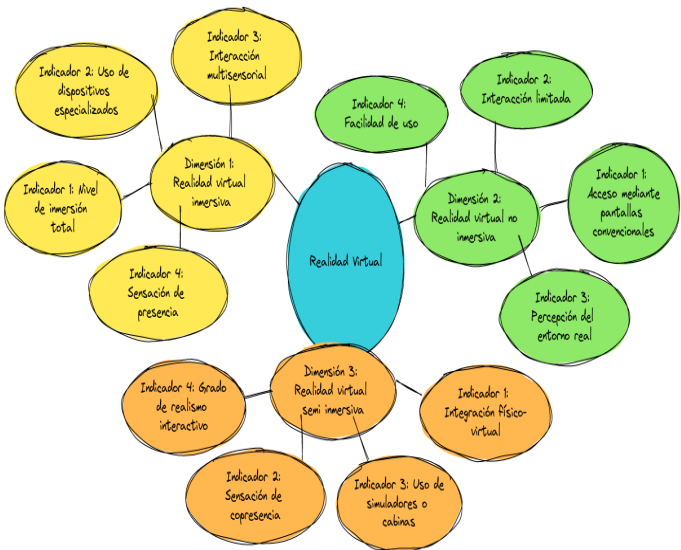 Indicador 3:
Interacción
multisensorial
Indicador 2: Uso de
dispositivos
especializados
Dimensión 1:
Realidad virtual
inmersiva
Indicador 1: Nivel
de inmersión
total
Indicador 4:
Sensación de
presencia
Realidad Virtual
Indicador 4:
Facilidad de uso
Indicador 2:
Interacción limitada
Dimensión 2:
Realidad virtual no
inmersiva
Indicador 1:
Acceso mediante
pantallas
convencionales
Indicador 3:
Percepción del
entorno real
Dimensión 3:
Realidad virtual
semi inmersiva
Indicador 4: Grado
de realismo
interactivo
Indicador 1:
Integración físico-
virtual
Indicador 2:
Sensación de
copresencia
Indicador 3: Uso de
simuladores o
cabinas